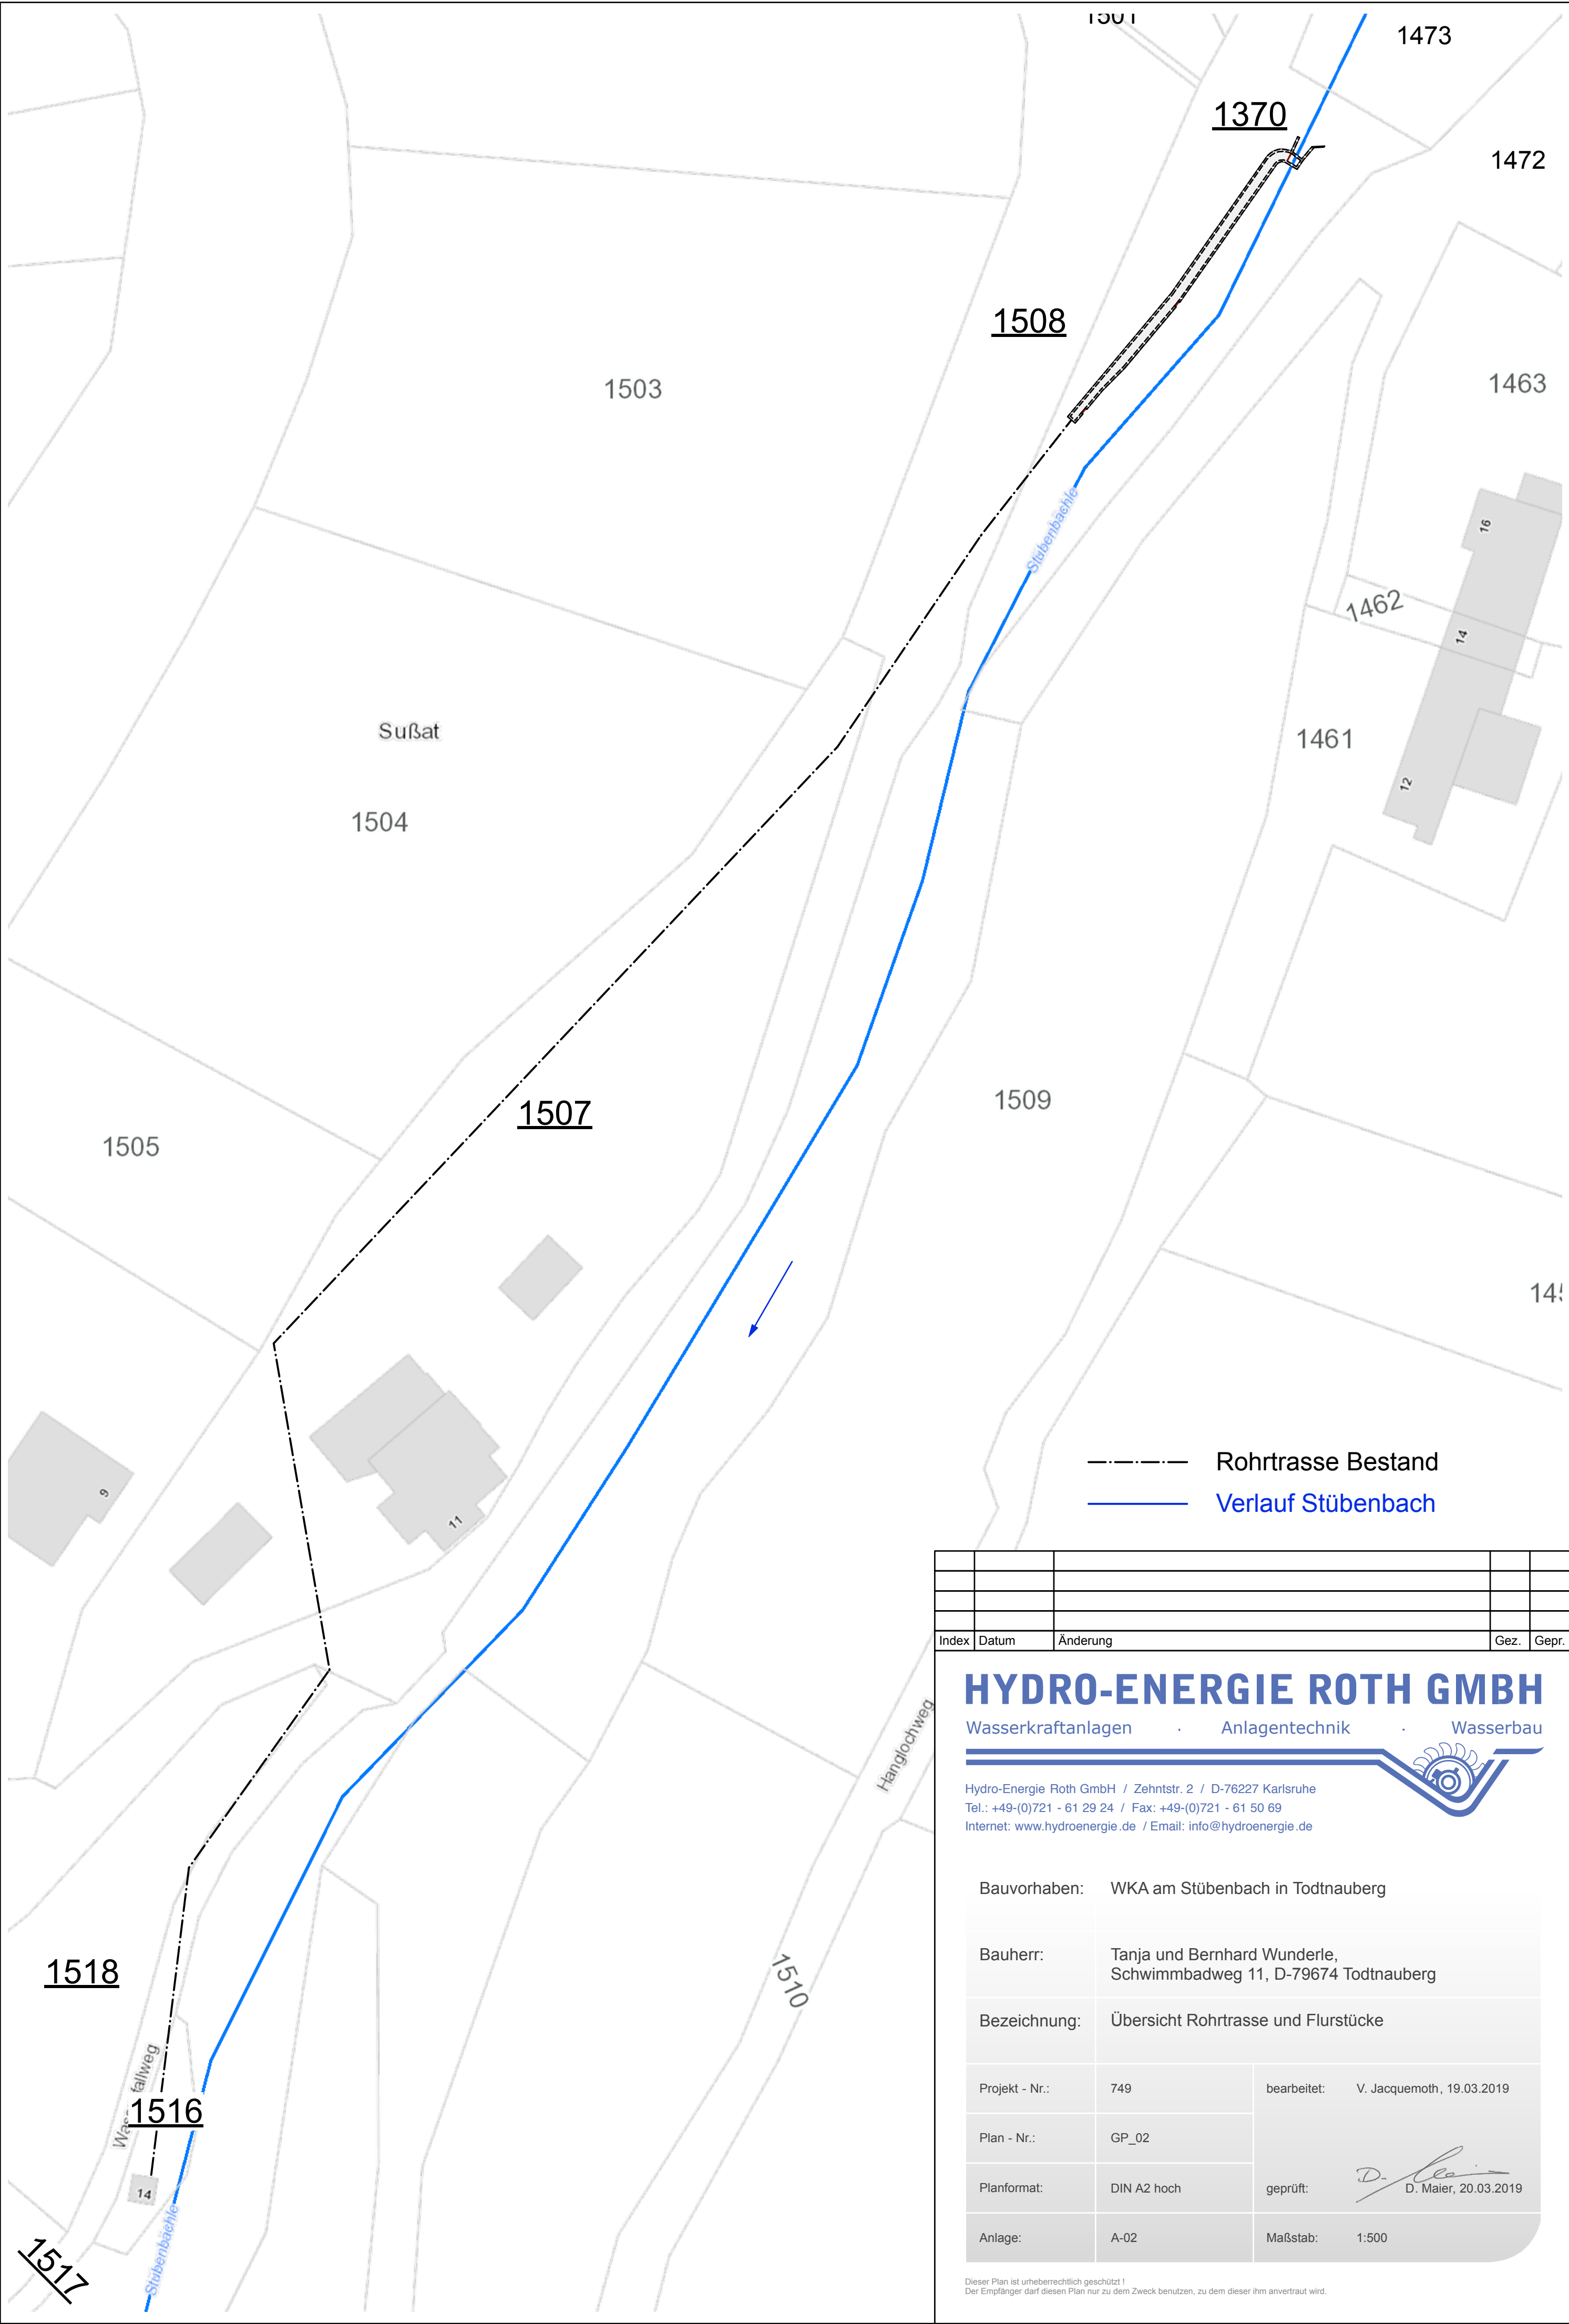 1501
1473
1370
1472
1508
1503
1463
Stübenbächle
16
1462
14
Sußat
1461
12
1504
1507
1509
1505
145
Rohrtrasse Bestand
Verlauf Stübenbach
9
11
Index Datum Änderung Gez. Gepr.
HYDRO-ENERGIE ROTH GMBH
Wasserkraftanlagen · Anlagentechnik · Wasserbau
Hanglochweg
Hydro-Energie Roth GmbH / Zehntstr. 2 / D-76227 Karlsruhe
Tel.: +49-(0)721 - 61 29 24 / Fax: +49-(0)721 - 61 50 69
Internet: www.hydroenergie.de / Email: info@hydroenergie.de
Bauvorhaben: WKA am Stübenbach in Todtnauberg
Bauherr: Tanja und Bernhard Wunderle,
Schwimmbadweg 11, D-79674 Todtnauberg
1518
1510
Bezeichnung: Übersicht Rohrtrasse und Flurstücke
Projekt - Nr.: 749 bearbeitet: V. Jacquemoth, 19.03.2019
1516
Plan - Nr.: GP_02
Planformat: DIN A2 hoch geprüft: D. Maier, 20.03.2019
14
Stübenbächle
Anlage: A-02 Maßstab: 1:500
1517
Dieser Plan ist urheberrechtlich geschützt !
Der Empfänger darf diesen Plan nur zu dem Zweck benutzen, zu dem dieser ihm anvertraut wird.